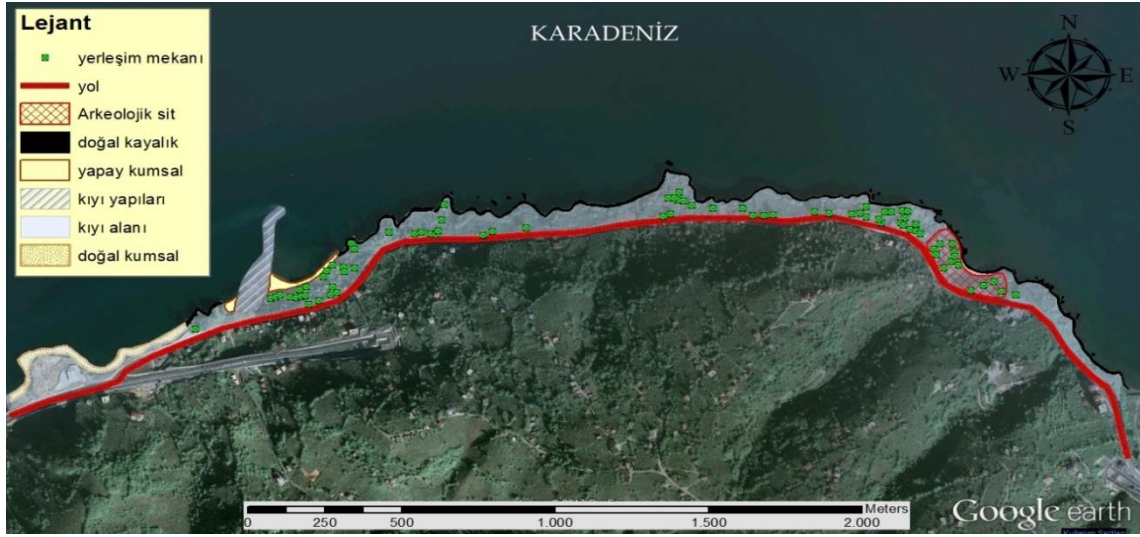 Lejant
yerleşim mekanı
yol
Arkeolojik sit
doğal kayalık
yapay kumsal
kıyı yapıları
kıyı alanı
doğal kumsal
KARADENİZ
N
W
E
S
Meters
0
250
500
1.000
1.500
2.000
Google earth